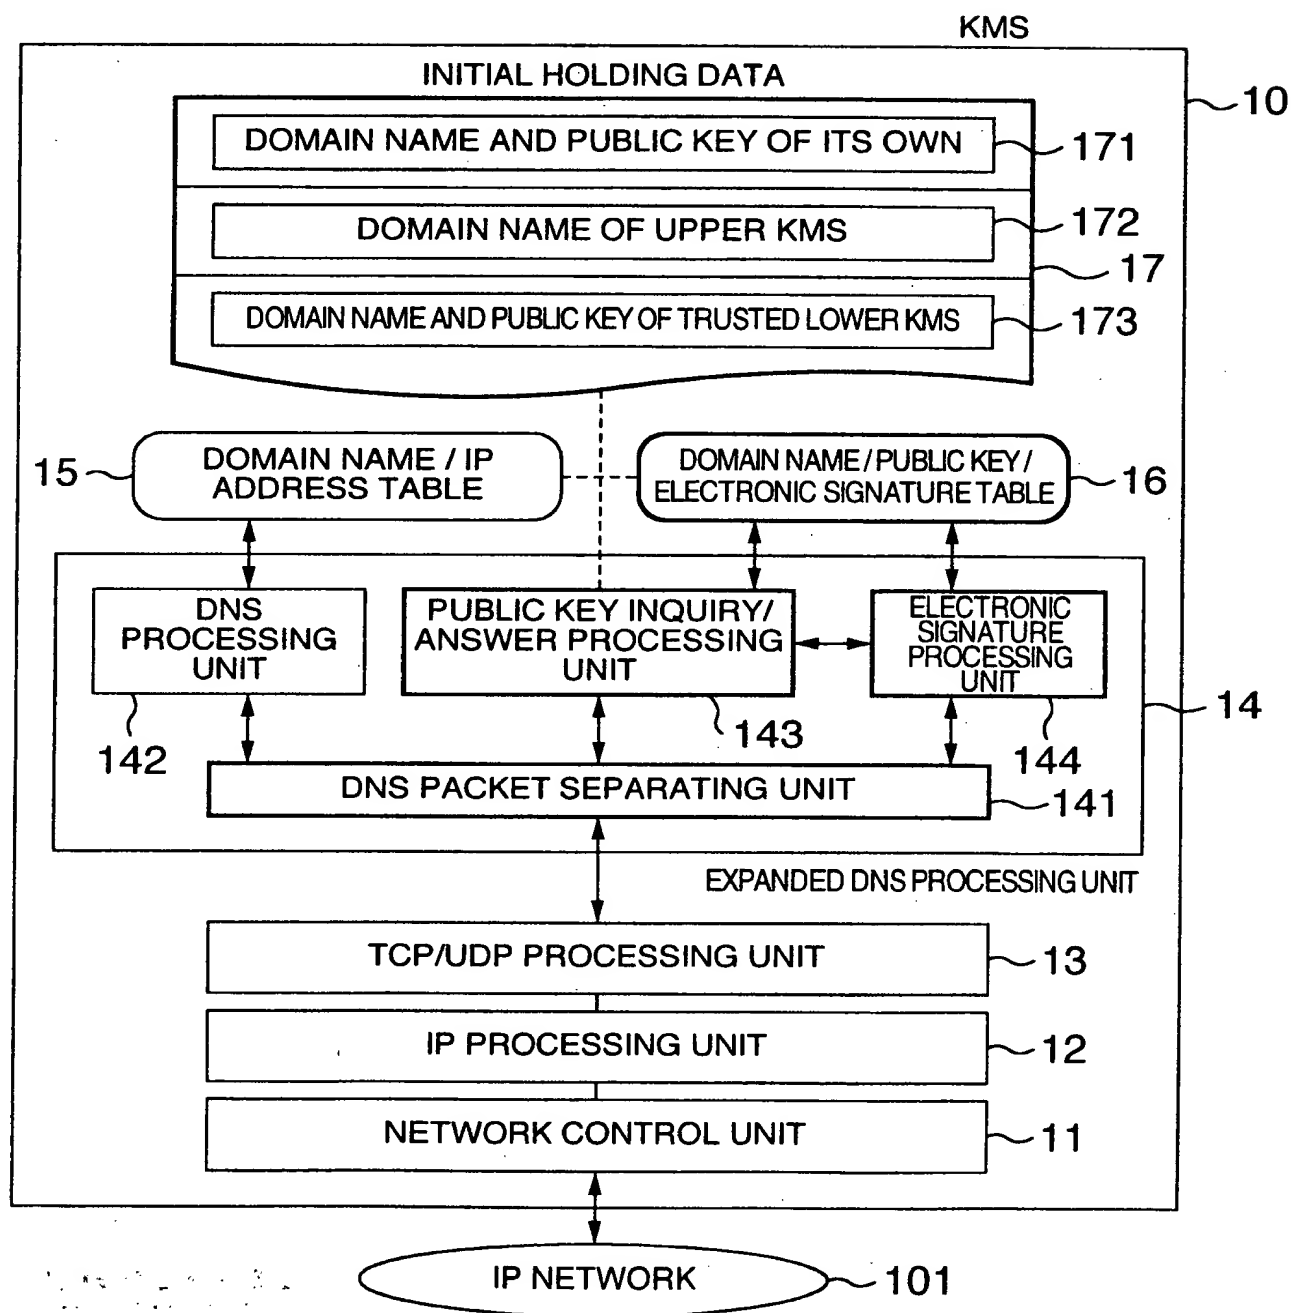 KMS
INITIAL HOLDING DATA
10
DOMAIN NAME AND PUBLIC KEY OF ITS OWN
171
DOMAIN NAME OF UPPER KMS
172
17
DOMAIN NAME AND PUBLIC KEY OF TRUSTED LOWER KMS
173
15
DOMAIN NAME / IP
ADDRESS TABLE
DOMAIN NAME / PUBLIC KEY /
ELECTRONIC SIGNATURE TABLE
16
DNS
PROCESSING
UNIT
142
PUBLIC KEY INQUIRY/
ANSWER PROCESSING
UNIT
143
ELECTRONIC
SIGNATURE
PROCESSING
UNIT
144
14
DNS PACKET SEPARATING UNIT
141
EXPANDED DNS PROCESSING UNIT
TCP/UDP PROCESSING UNIT
13
IP PROCESSING UNIT
12
NETWORK CONTROL UNIT
11
IP NETWORK
101